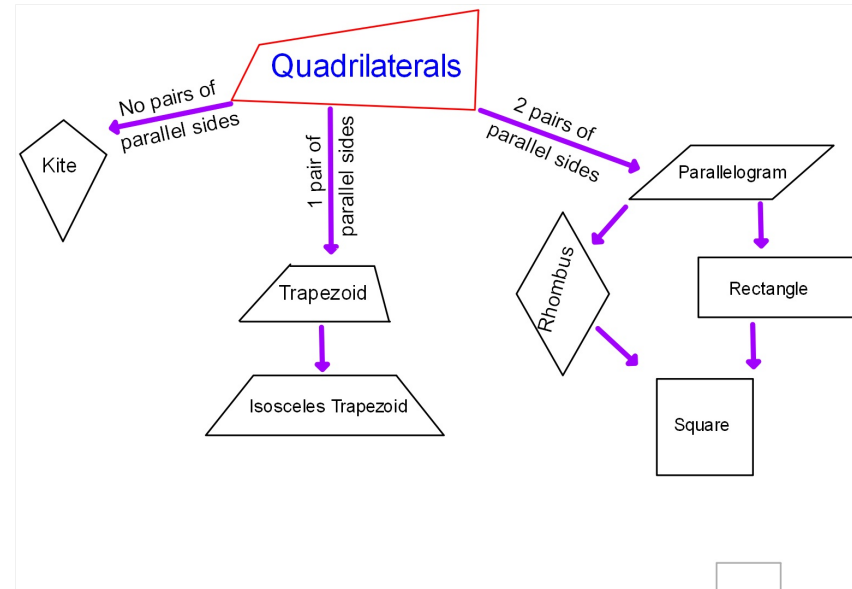 Quadrilaterals
No pairs of
parallel sides
1 pair of
parallel sides
2 pairs of
parallel sides
Kite
Parallelogram
Trapezoid
Rhombus
Rectangle
Isosceles Trapezoid
Square